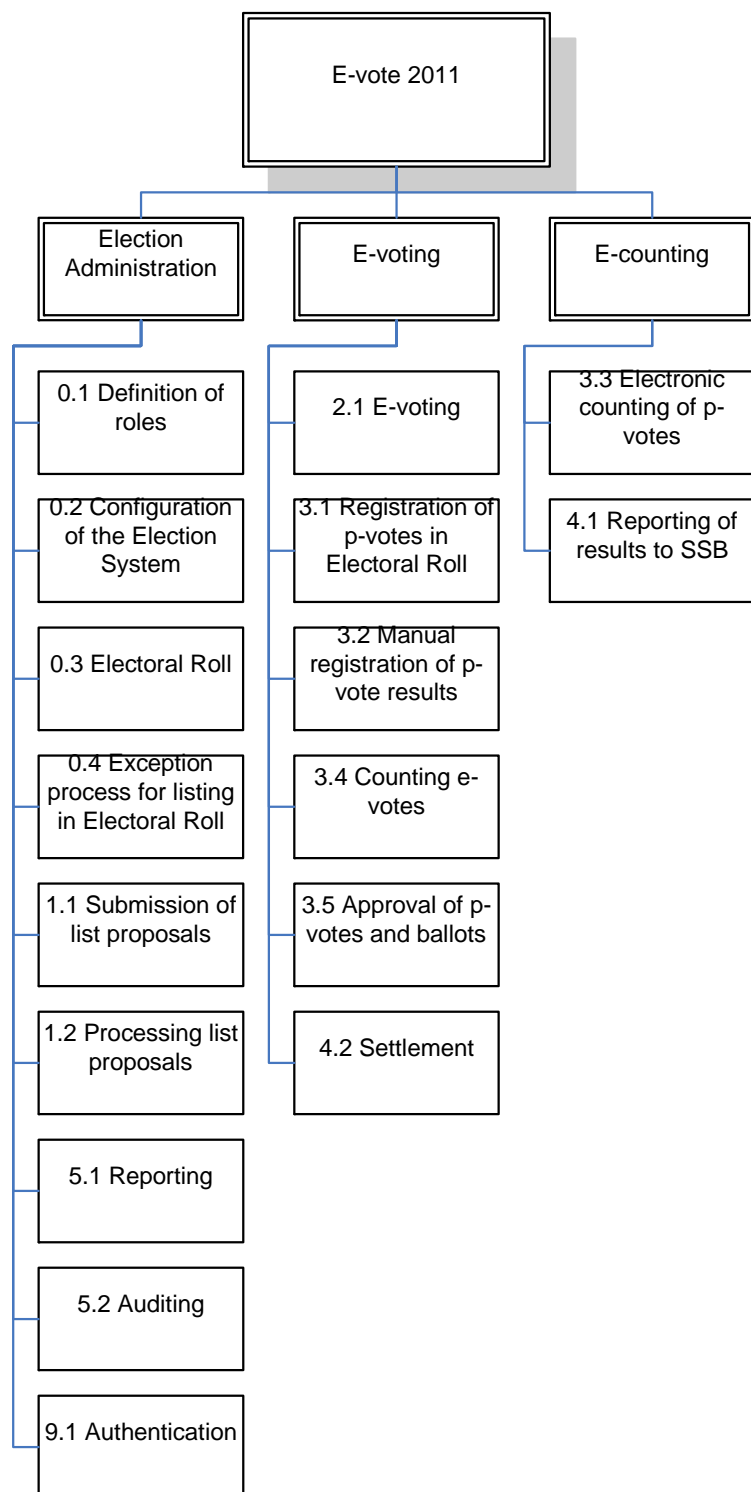 E-vote 2011
Election
Administration
E-voting
E-counting
0.1 Definition of
roles
0.2 Configuration
of the Election
System
0.3 Electoral Roll
0.4 Exception
process for listing
in Electoral Roll
1.1 Submission of
list proposals
1.2 Processing list
proposals
5.1 Reporting
5.2 Auditing
9.1 Authentication
2.1 E-voting
3.1 Registration of
p-votes in
Electoral Roll
3.2 Manual
registration of p-
vote results
3.4 Counting e-
votes
3.5 Approval of p-
votes and ballots
4.2 Settlement
3.3 Electronic
counting of p-
votes
4.1 Reporting of
results to SSB